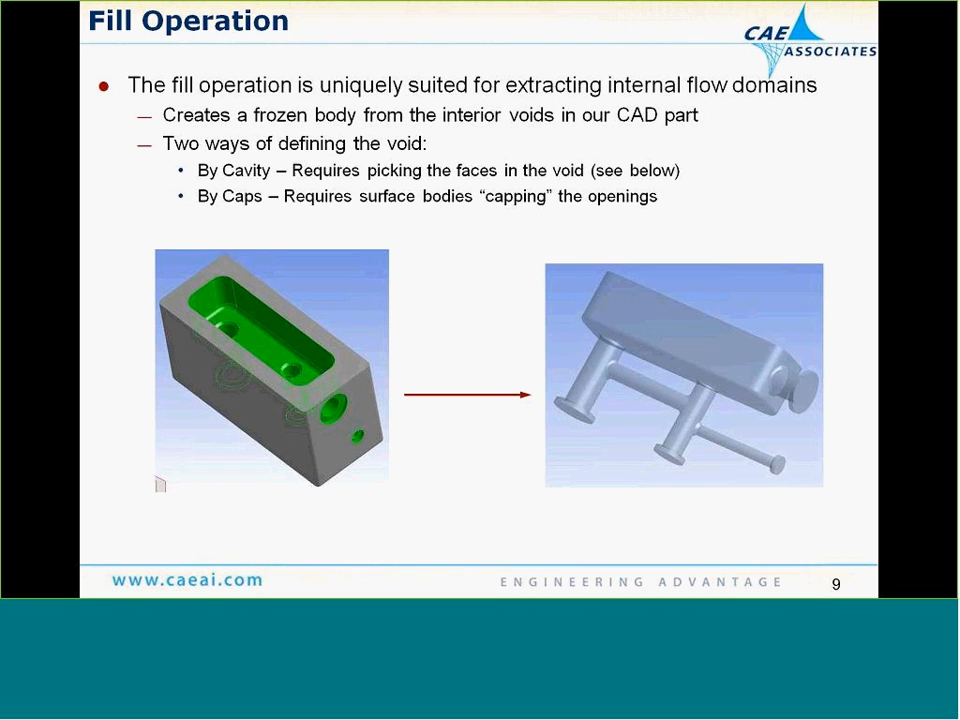 Fill Operation
CAE
ASSOCIATES
● The fill operation is uniquely suited for extracting internal flow domains
— Creates a frozen body from the interior voids in our CAD part
— Two ways of defining the void:
• By Cavity – Requires picking the faces in the void (see below)
• By Caps – Requires surface bodies “capping” the openings
www.caeai.com
ENGINEERING ADVANTAGE
9